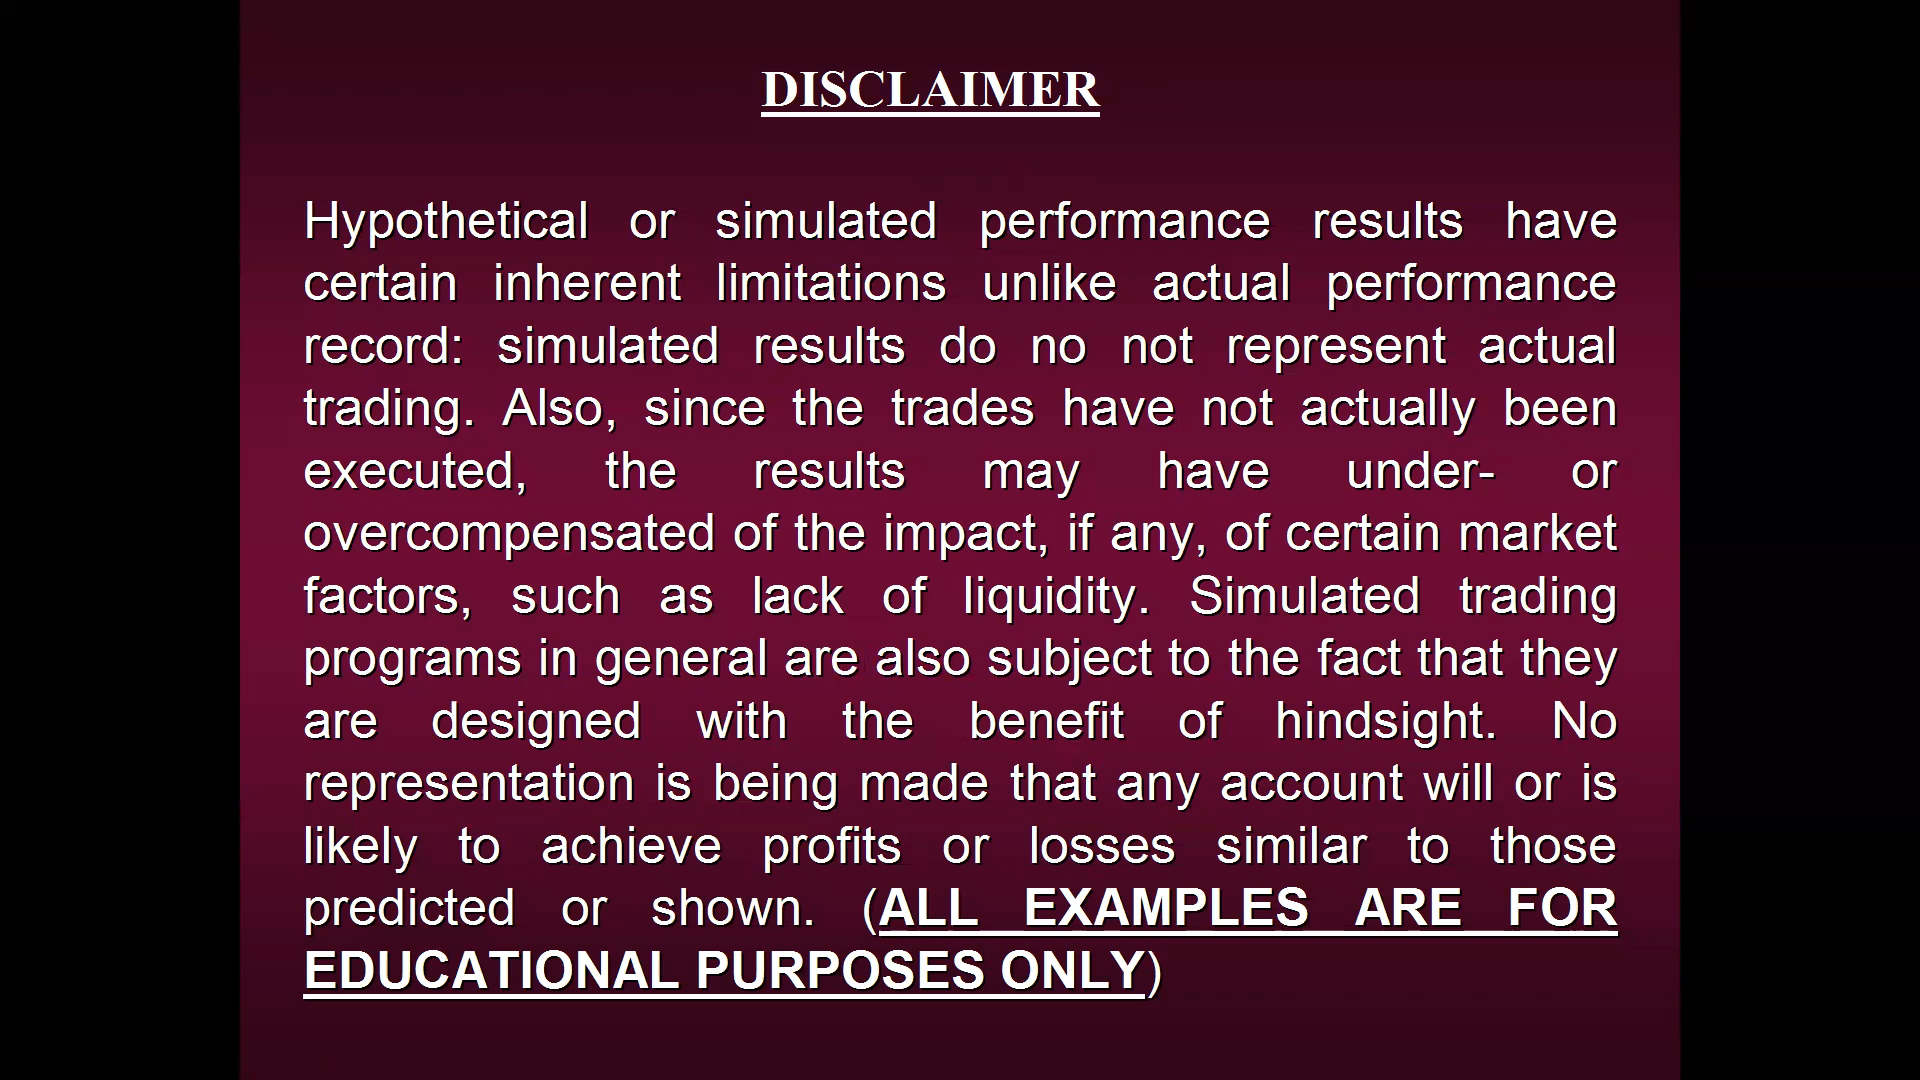 DISCLAIMER
Hypothetical or simulated performance results have
certain inherent limitations unlike actual performance
record: simulated results do no not represent actual
trading. Also, since the trades have not actually been
executed, the results may have under- or
overcompensated of the impact, if any, of certain market
factors, such as lack of liquidity. Simulated trading
programs in general are also subject to the fact that they
are designed with the benefit of hindsight. No
representation is being made that any account will or is
likely to achieve profits or losses similar to those
predicted or shown. (ALL EXAMPLES ARE FOR
EDUCATIONAL PURPOSES ONLY)